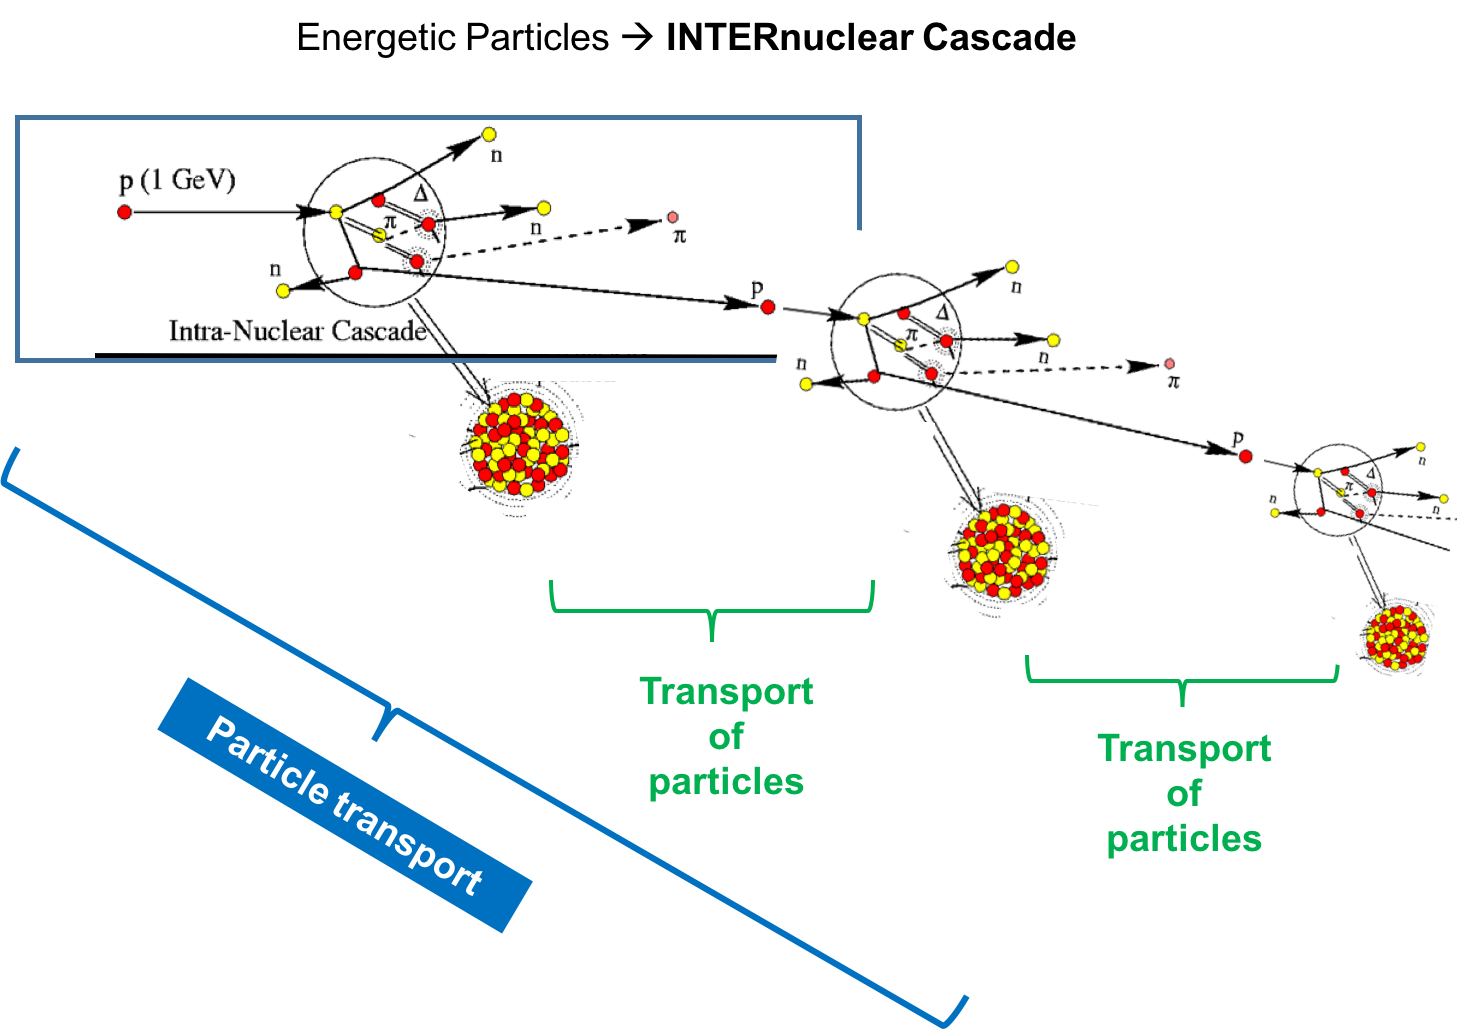 Energetic Particles → INTERnuclear Cascade
n
p (1 GeV)
Δ
π
n
π
n
p
Intra-Nuclear Cascade
n
Δ
π
n
n
π
p
n
Δ
π
n
n
Transport
of
particles
Transport
of
particles
Particle transport